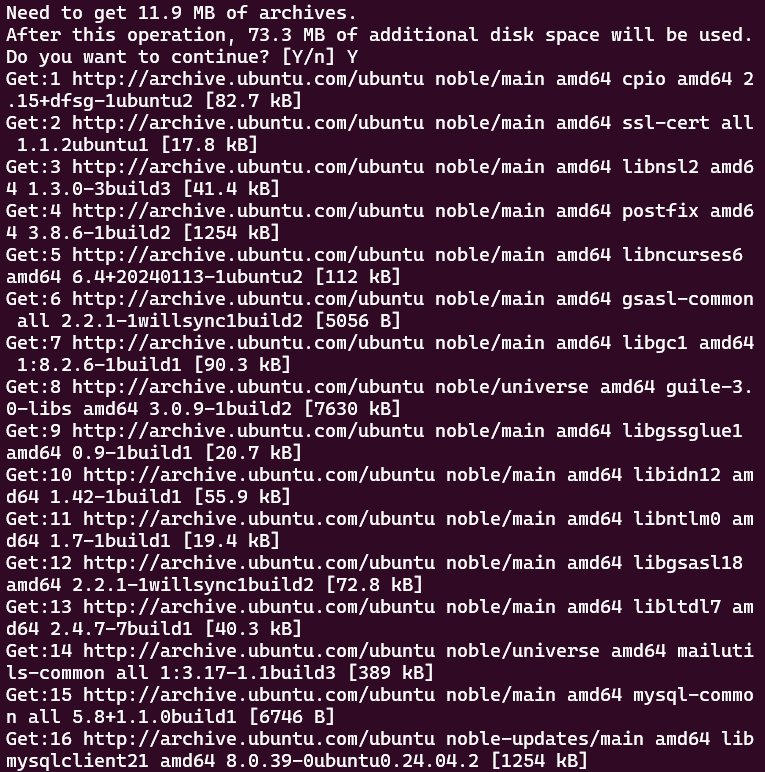 Need to get 11.9 MB of archives.
After this operation, 73.3 MB of additional disk space will be used.
Do you want to continue? [Y/n] Y
Get:1 http://archive.ubuntu.com/ubuntu noble/main amd64 cpio amd64 2
.15+dfsg-1ubuntu2 [82.7 kB]
Get:2 http://archive.ubuntu.com/ubuntu noble/main amd64 ssl-cert all
 1.1.2ubuntu1 [17.8 kB]
Get:3 http://archive.ubuntu.com/ubuntu noble/main amd64 libnsl2 amd6
4 1.3.0-3build3 [41.4 kB]
Get:4 http://archive.ubuntu.com/ubuntu noble/main amd64 postfix amd6
4 3.8.6-1build2 [1254 kB]
Get:5 http://archive.ubuntu.com/ubuntu noble/main amd64 libncurses6
amd64 6.4+20240113-1ubuntu2 [112 kB]
Get:6 http://archive.ubuntu.com/ubuntu noble/main amd64 gsasl-common
 all 2.2.1-1willsync1build2 [5056 B]
Get:7 http://archive.ubuntu.com/ubuntu noble/main amd64 libgc1 amd64
 1:8.2.6-1build1 [90.3 kB]
Get:8 http://archive.ubuntu.com/ubuntu noble/universe amd64 guile-3.
0-libs amd64 3.0.9-1build2 [7630 kB]
Get:9 http://archive.ubuntu.com/ubuntu noble/main amd64 libgssglue1
amd64 0.9-1build1 [20.7 kB]
Get:10 http://archive.ubuntu.com/ubuntu noble/main amd64 libidn12 am
d64 1.42-1build1 [55.9 kB]
Get:11 http://archive.ubuntu.com/ubuntu noble/main amd64 libntlm0 am
d64 1.7-1build1 [19.4 kB]
Get:12 http://archive.ubuntu.com/ubuntu noble/main amd64 libgsasl18
amd64 2.2.1-1willsync1build2 [72.8 kB]
Get:13 http://archive.ubuntu.com/ubuntu noble/main amd64 libltdl7 am
d64 2.4.7-7build1 [40.3 kB]
Get:14 http://archive.ubuntu.com/ubuntu noble/universe amd64 mailuti
ls-common all 1:3.17-1.1build3 [389 kB]
Get:15 http://archive.ubuntu.com/ubuntu noble/main amd64 mysql-commo
n all 5.8+1.1.0build1 [6746 B]
Get:16 http://archive.ubuntu.com/ubuntu noble-updates/main amd64 lib
mysqlclient21 amd64 8.0.39-0ubuntu0.24.04.2 [1254 kB]